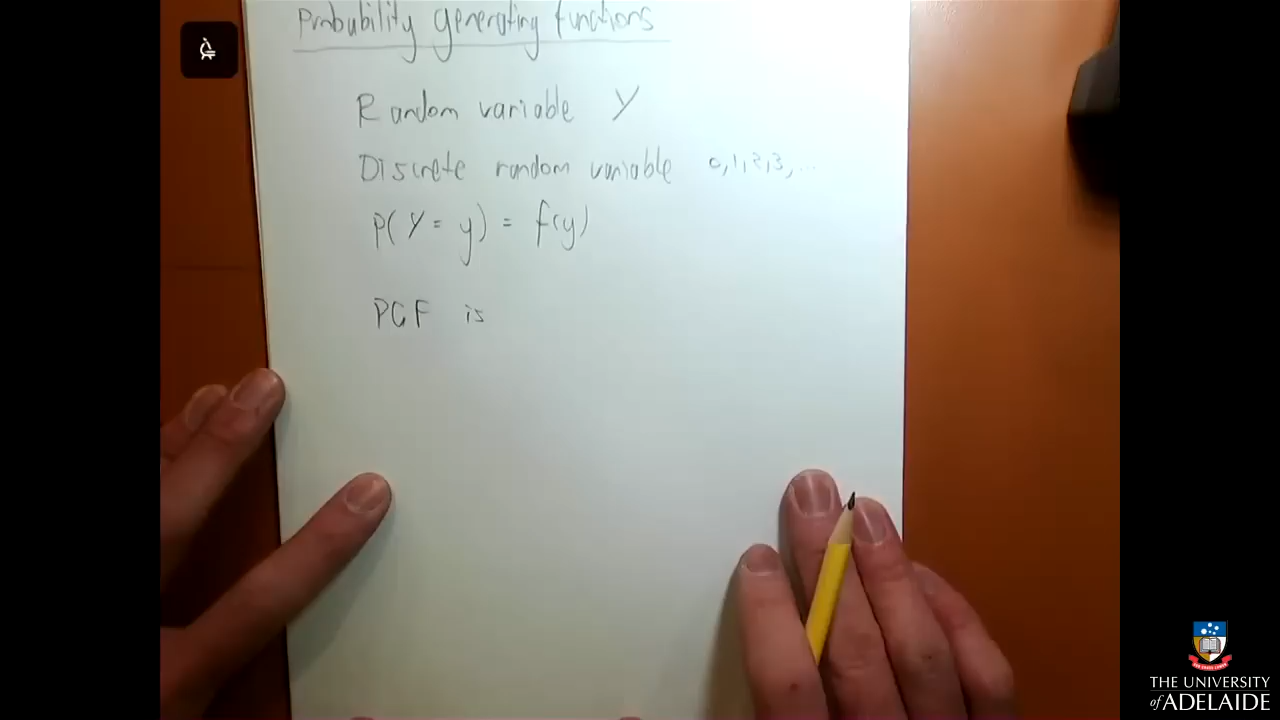 Probability generating functions
Random variable Y
Discrete random variable 0,1,2,3,...
P(Y = y) = f(y)
PGF is
THE UNIVERSITY
of ADELAIDE